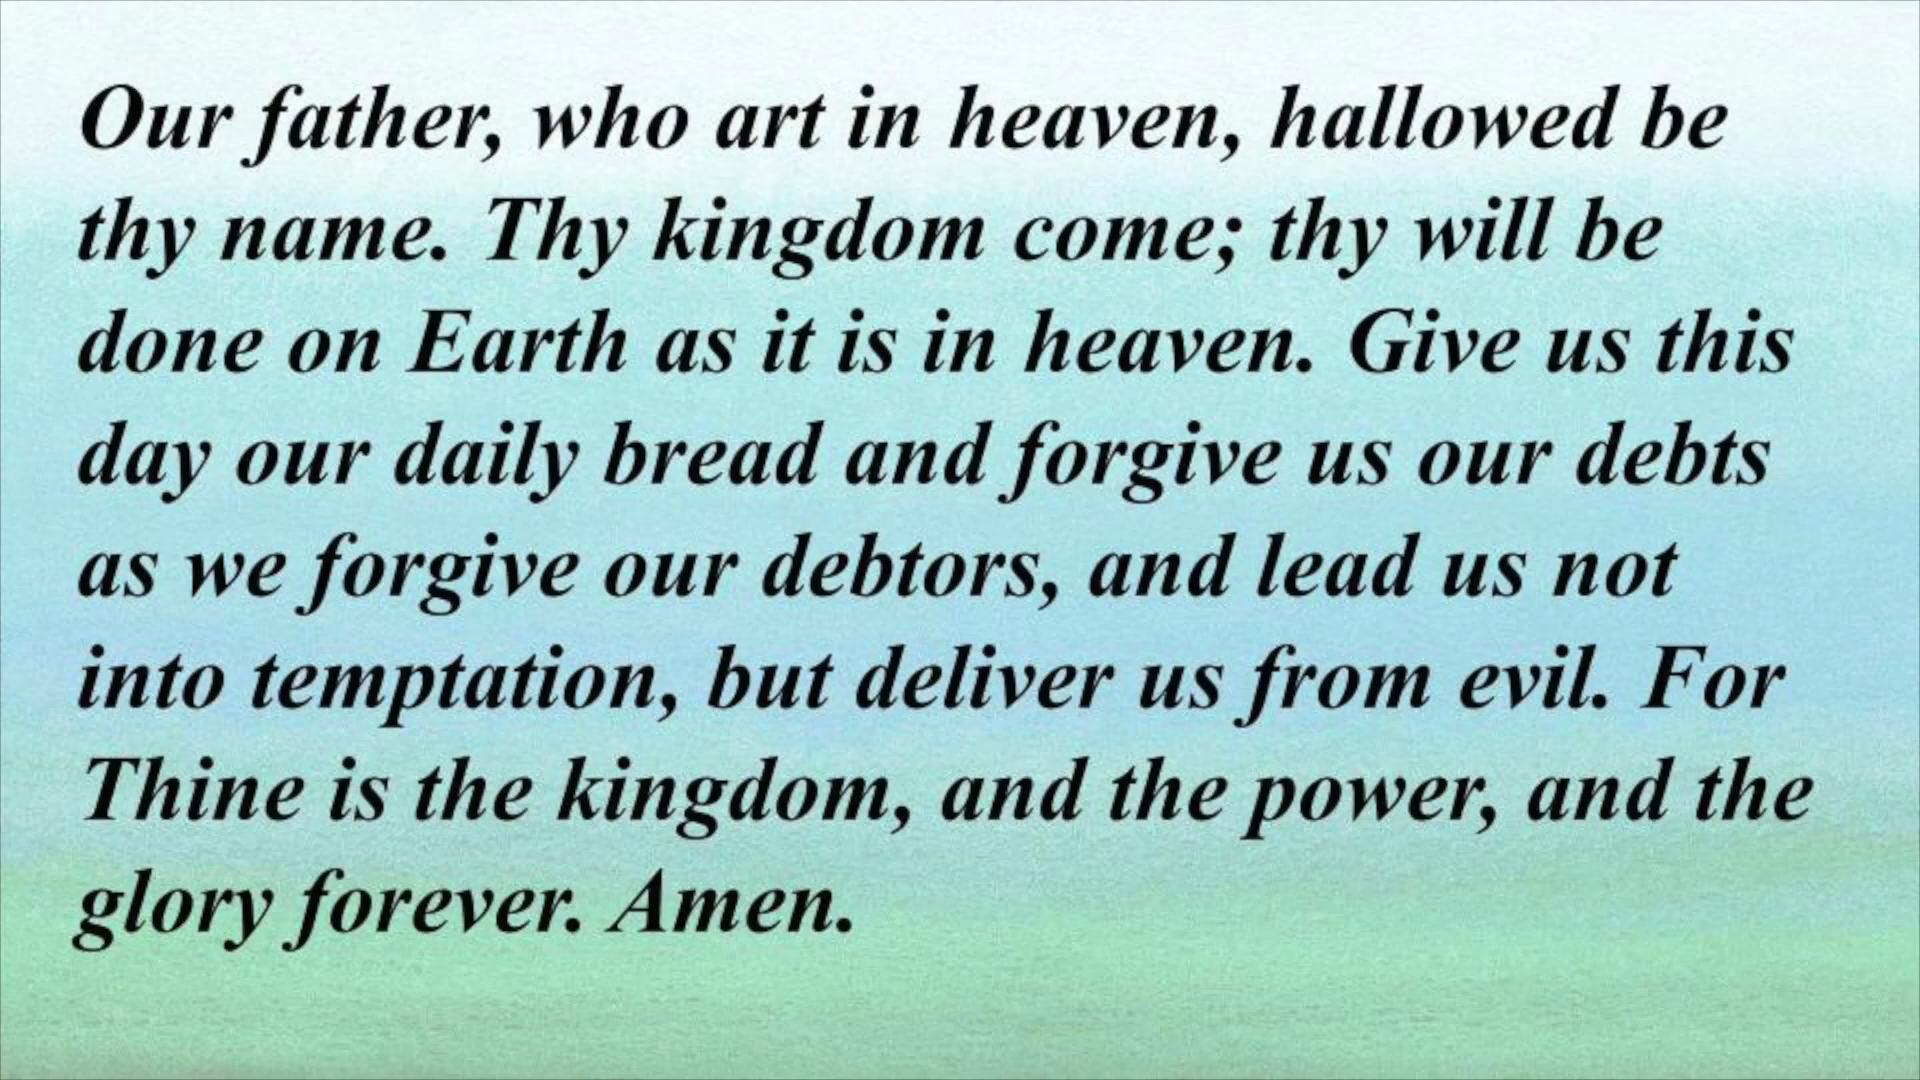 Our father, who art in heaven, hallowed be
thy name. Thy kingdom come; thy will be
done on Earth as it is in heaven. Give us this
day our daily bread and forgive us our debts
as we forgive our debtors, and lead us not
into temptation, but deliver us from evil. For
Thine is the kingdom, and the power, and the
glory forever. Amen.